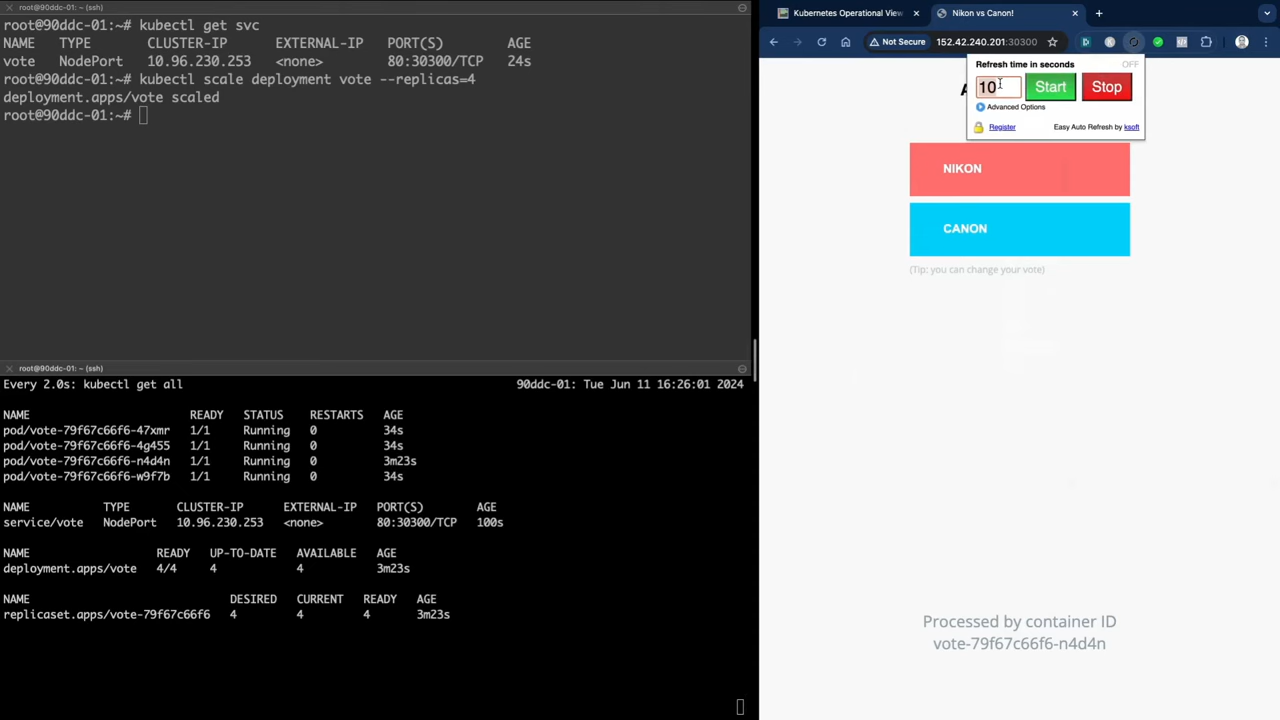 root@90ddc-01: ~ (ssh)
root@90ddc-01:~# kubectl get svc
NAME TYPE CLUSTER-IP EXTERNAL-IP PORT(S) AGE
vote NodePort 10.96.230.253 <none> 80:30300/TCP 24s
root@90ddc-01:~# kubectl scale deployment vote --replicas=4
deployment.apps/vote scaled
root@90ddc-01:~#
root@90ddc-01: ~ (ssh)
Every 2.0s: kubectl get all 90ddc-01: Tue Jun 11 16:26:01 2024
NAME READY STATUS RESTARTS AGE
pod/vote-79f67c66f6-47xmr 1/1 Running 0 34s
pod/vote-79f67c66f6-4g455 1/1 Running 0 34s
pod/vote-79f67c66f6-n4d4n 1/1 Running 0 3m23s
pod/vote-79f67c66f6-w9f7b 1/1 Running 0 34s
NAME TYPE CLUSTER-IP EXTERNAL-IP PORT(S) AGE
service/vote NodePort 10.96.230.253 <none> 80:30300/TCP 100s
NAME READY UP-TO-DATE AVAILABLE AGE
deployment.apps/vote 4/4 4 4 3m23s
NAME DESIRED CURRENT READY AGE
replicaset.apps/vote-79f67c66f6 4 4 4 3m23s
Kubernetes Operational View
Nikon vs Canon!
Not Secure 152.42.240.201:30300
Refresh time in seconds OFF
10 Start Stop
Advanced Options
Register Easy Auto Refresh by ksoft
NIKON
CANON
(Tip: you can change your vote)
Processed by container ID
vote-79f67c66f6-n4d4n